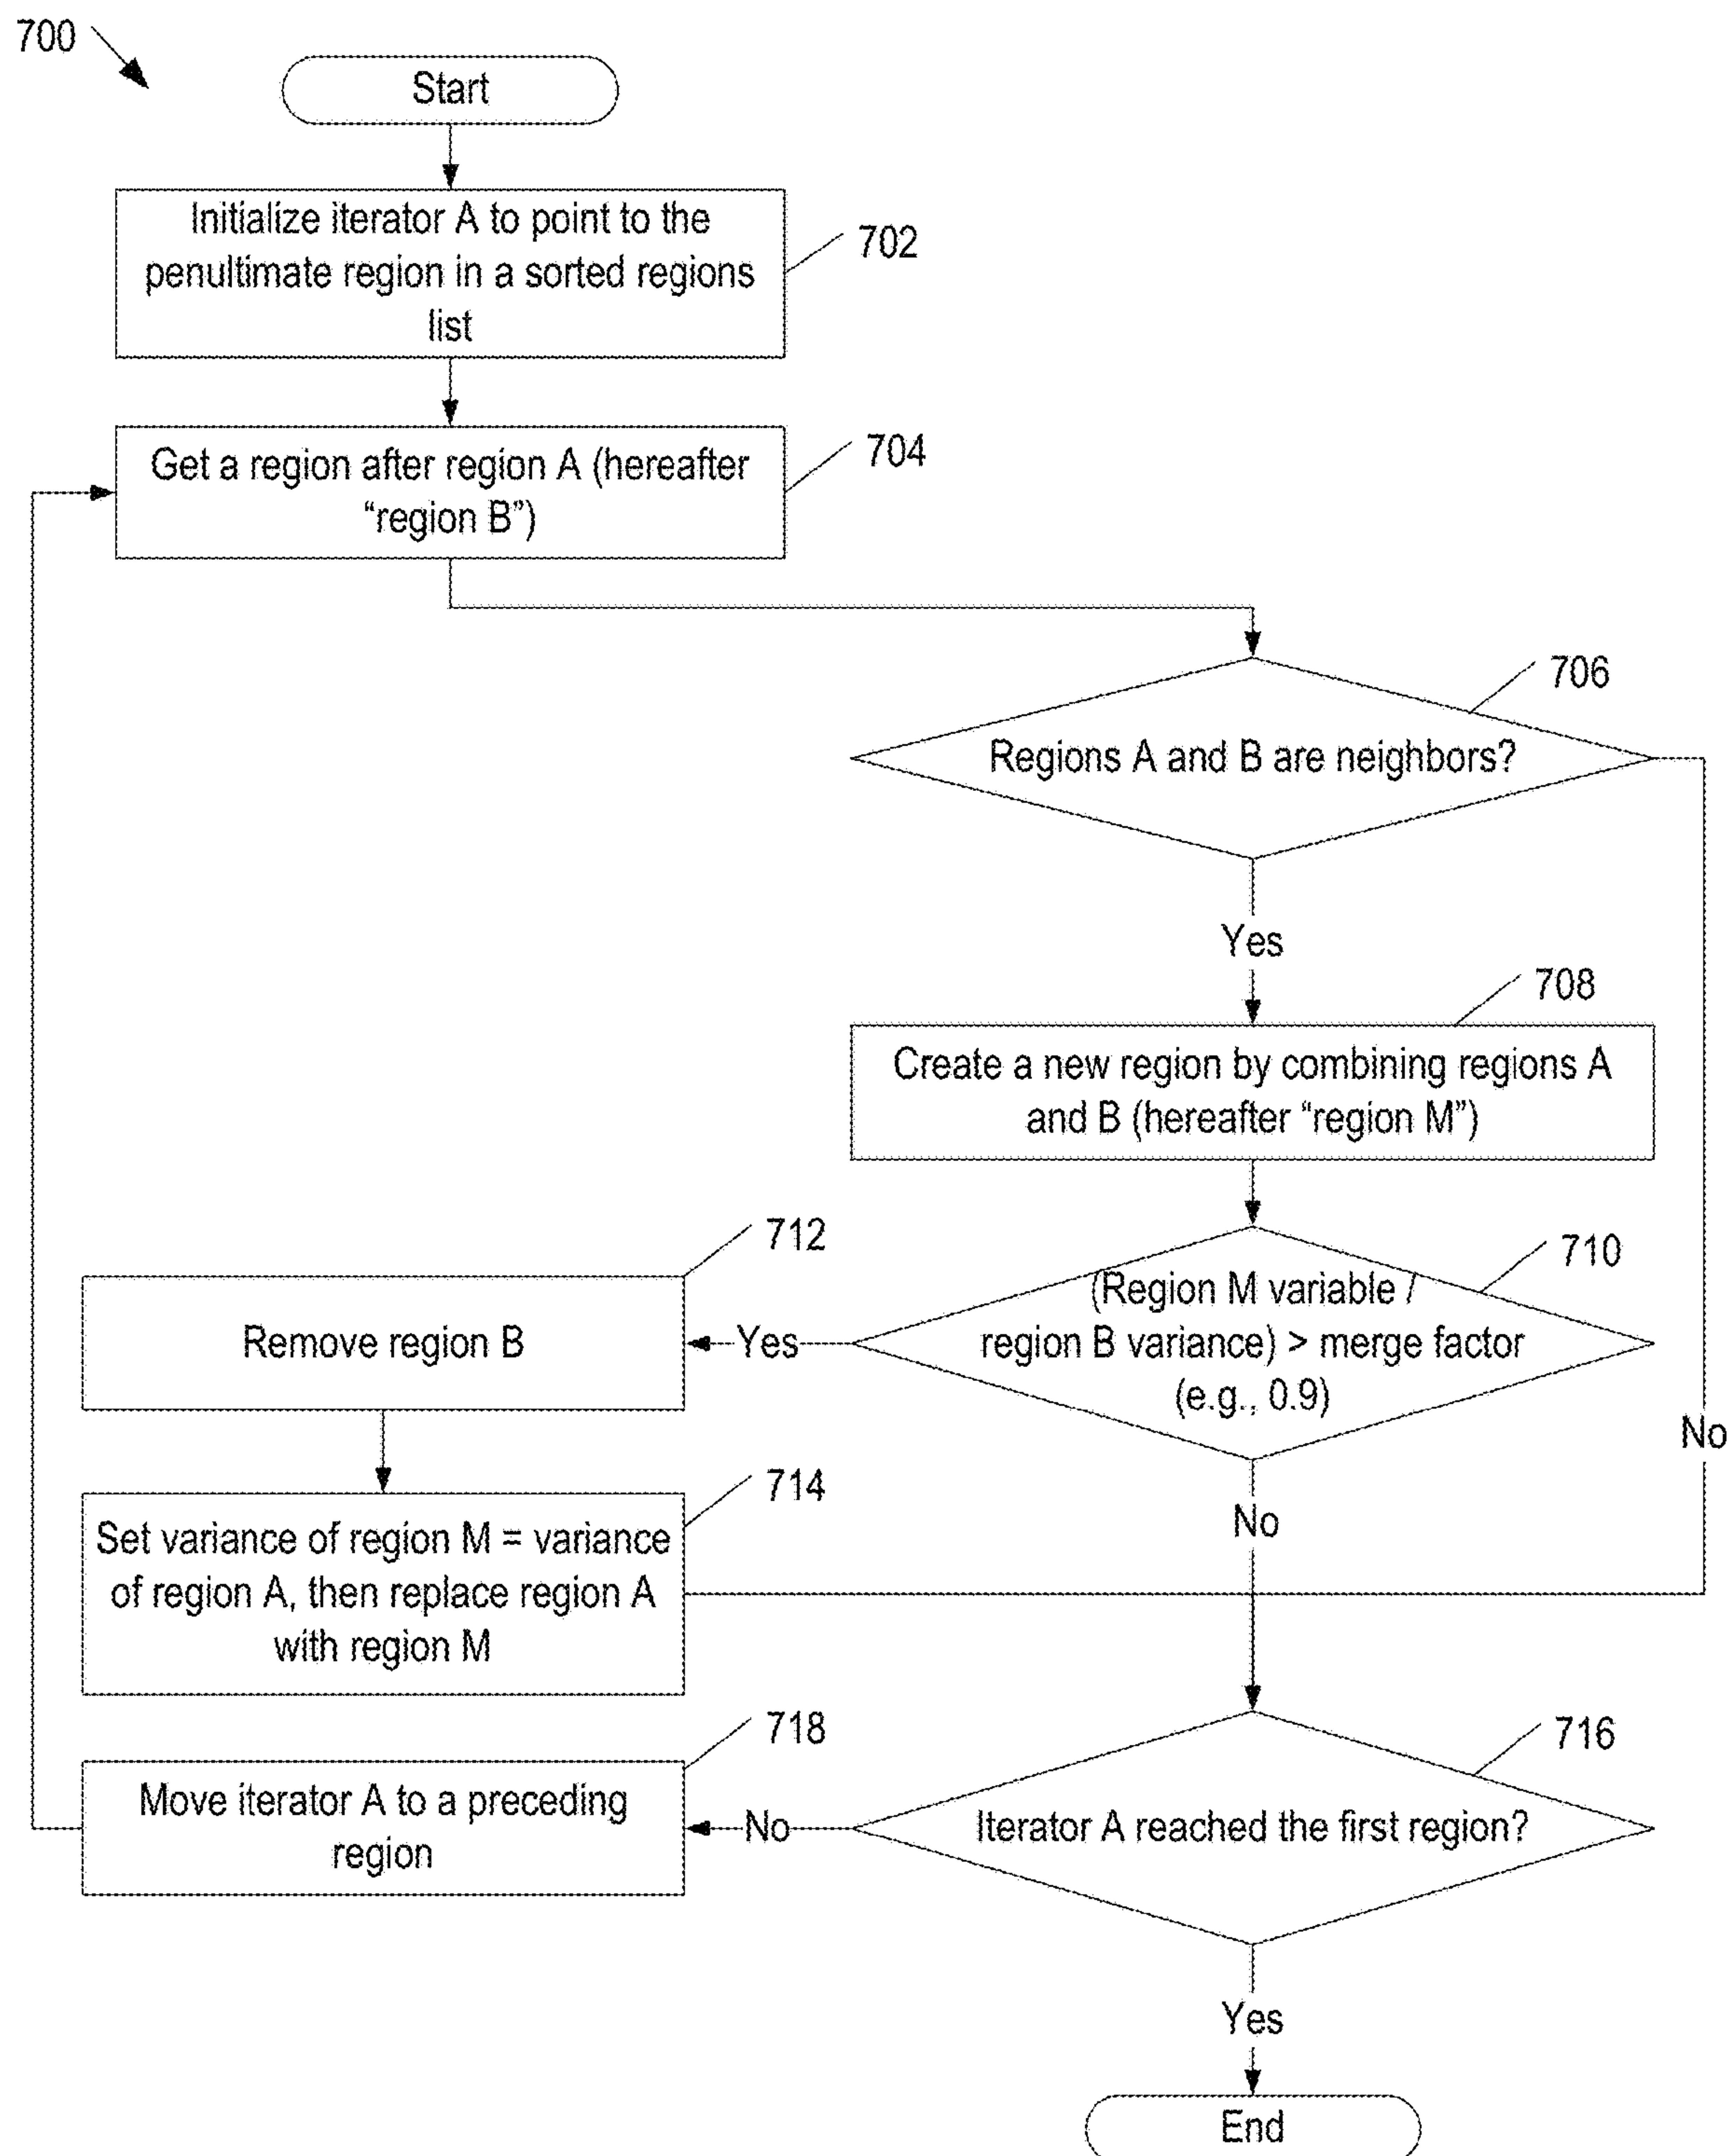 700
Start
Initialize iterator A to point to the
penultimate region in a sorted regions
list
702
Get a region after region A (hereafter
“region B”)
704
706
Regions A and B are neighbors?
Yes
708
Create a new region by combining regions A
and B (hereafter “region M”)
712
Remove region B
710
(Region M variable /
region B variance) > merge factor
(e.g., 0.9)
Yes
No
No
714
Set variance of region M = variance
of region A, then replace region A
with region M
718
Move iterator A to a preceding
region
716
Iterator A reached the first region?
No
Yes
End